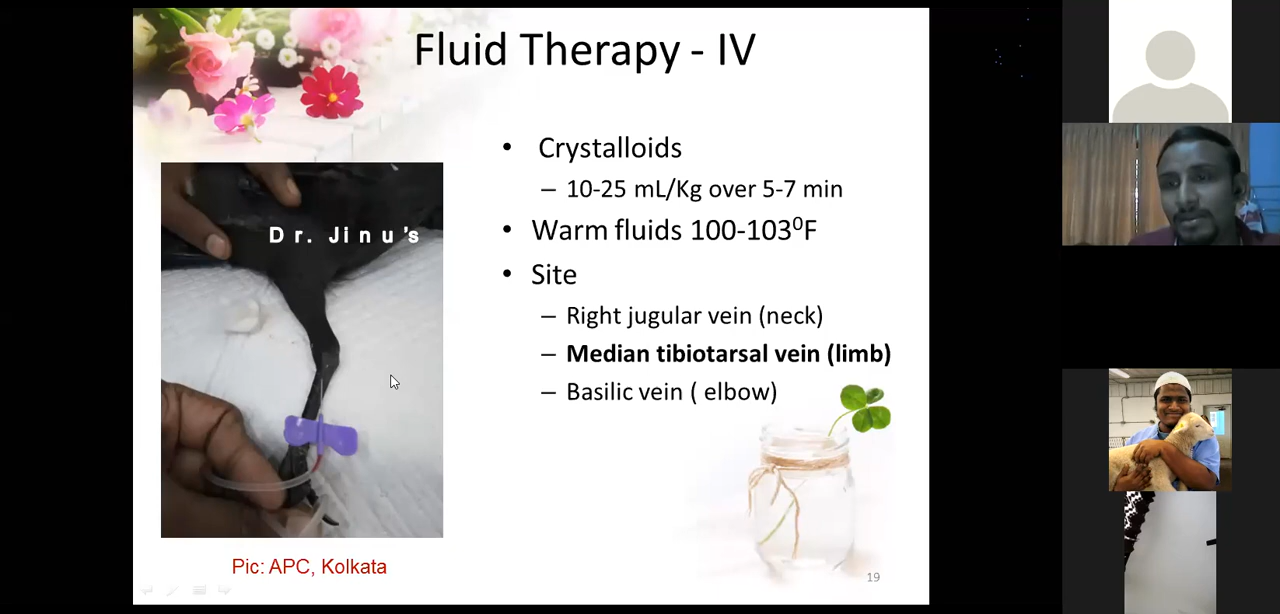 Fluid Therapy - IV
• Crystalloids
– 10-25 mL/Kg over 5-7 min
• Warm fluids 100-103⁰F
• Site
– Right jugular vein (neck)
– Median tibiotarsal vein (limb)
– Basilic vein ( elbow)
Dr. Jinu's
Pic: APC, Kolkata
19